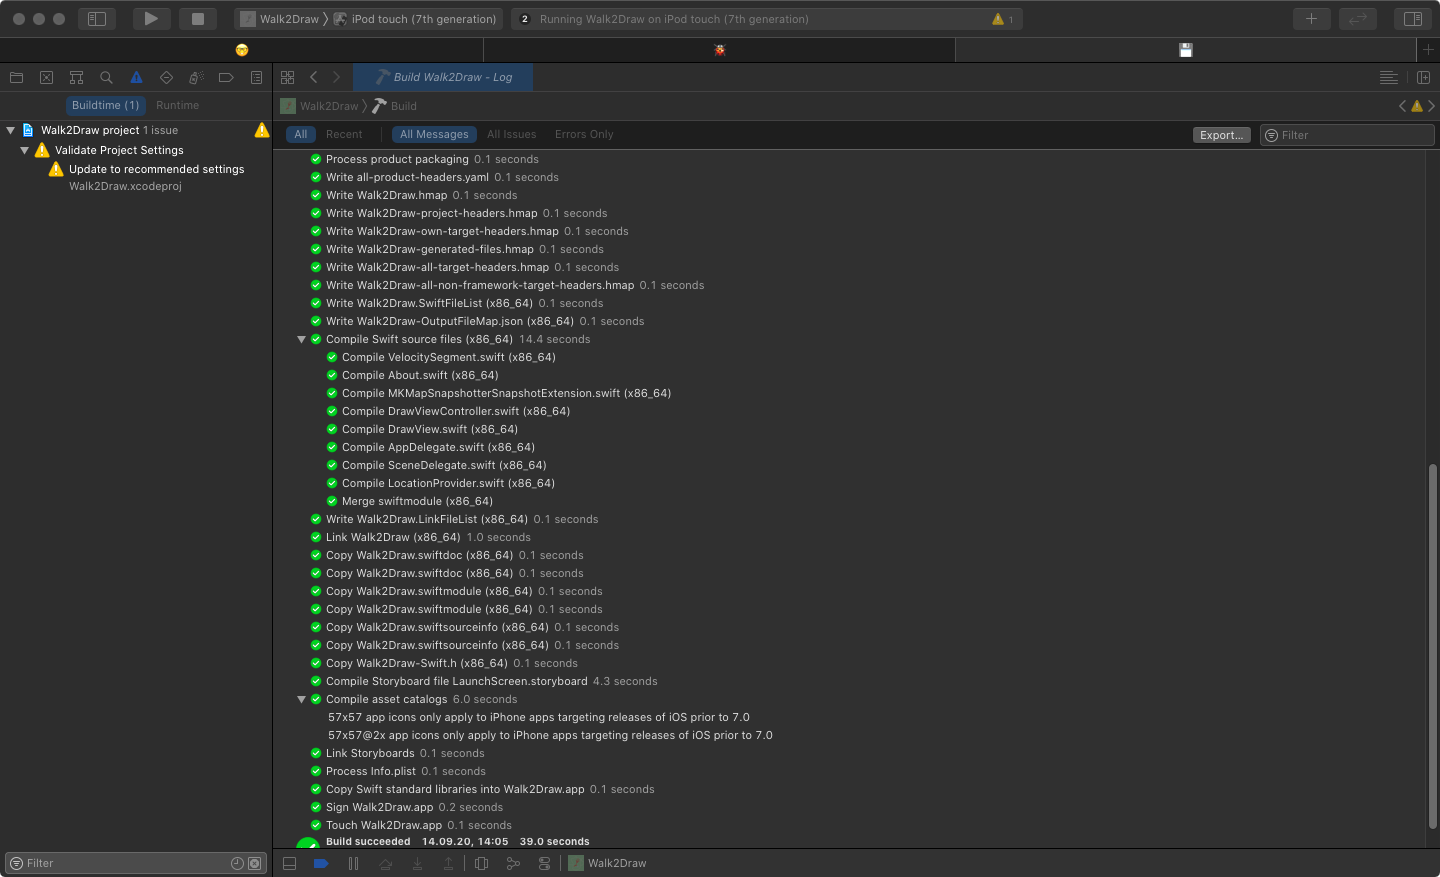 Walk2Draw iPod touch (7th generation)
2 Running Walk2Draw on iPod touch (7th generation) 1
Build Walk2Draw - Log
Buildtime (1) Runtime
Walk2Draw Build
Walk2Draw project 1 issue
Validate Project Settings
Update to recommended settings
Walk2Draw.xcodeproj
All Recent All Messages All Issues Errors Only Export... Filter
Process product packaging 0.1 seconds
Write all-product-headers.yaml 0.1 seconds
Write Walk2Draw.hmap 0.1 seconds
Write Walk2Draw-project-headers.hmap 0.1 seconds
Write Walk2Draw-own-target-headers.hmap 0.1 seconds
Write Walk2Draw-generated-files.hmap 0.1 seconds
Write Walk2Draw-all-target-headers.hmap 0.1 seconds
Write Walk2Draw-all-non-framework-target-headers.hmap 0.1 seconds
Write Walk2Draw.SwiftFileList (x86_64) 0.1 seconds
Write Walk2Draw-OutputFileMap.json (x86_64) 0.1 seconds
Compile Swift source files (x86_64) 14.4 seconds
Compile VelocitySegment.swift (x86_64)
Compile About.swift (x86_64)
Compile MKMapSnapshotterSnapshotExtension.swift (x86_64)
Compile DrawViewController.swift (x86_64)
Compile DrawView.swift (x86_64)
Compile AppDelegate.swift (x86_64)
Compile SceneDelegate.swift (x86_64)
Compile LocationProvider.swift (x86_64)
Merge swiftmodule (x86_64)
Write Walk2Draw.LinkFileList (x86_64) 0.1 seconds
Link Walk2Draw (x86_64) 1.0 seconds
Copy Walk2Draw.swiftdoc (x86_64) 0.1 seconds
Copy Walk2Draw.swiftdoc (x86_64) 0.1 seconds
Copy Walk2Draw.swiftmodule (x86_64) 0.1 seconds
Copy Walk2Draw.swiftmodule (x86_64) 0.1 seconds
Copy Walk2Draw.swiftsourceinfo (x86_64) 0.1 seconds
Copy Walk2Draw.swiftsourceinfo (x86_64) 0.1 seconds
Copy Walk2Draw-Swift.h (x86_64) 0.1 seconds
Compile Storyboard file LaunchScreen.storyboard 4.3 seconds
Compile asset catalogs 6.0 seconds
57x57 app icons only apply to iPhone apps targeting releases of iOS prior to 7.0
57x57@2x app icons only apply to iPhone apps targeting releases of iOS prior to 7.0
Link Storyboards 0.1 seconds
Process Info.plist 0.1 seconds
Copy Swift standard libraries into Walk2Draw.app 0.1 seconds
Sign Walk2Draw.app 0.2 seconds
Touch Walk2Draw.app 0.1 seconds
Build succeeded 14.09.20, 14:05 39.0 seconds
Filter
Walk2Draw